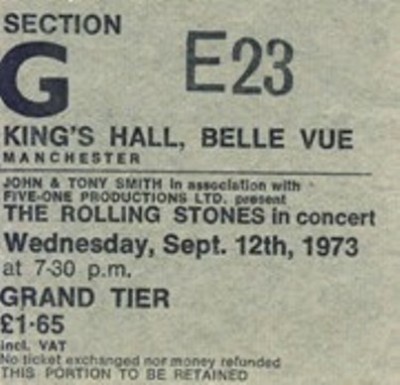 SECTION
G E23
KING'S HALL, BELLE VUE
MANCHESTER
JOHN & TONY SMITH in association with
FIVE-ONE PRODUCTIONS LTD. present
THE ROLLING STONES in concert
Wednesday, Sept. 12th, 1973
at 7-30 p.m.
GRAND TIER
£1·65
incl. VAT
No ticket exchanged nor money refunded
THIS PORTION TO BE RETAINED